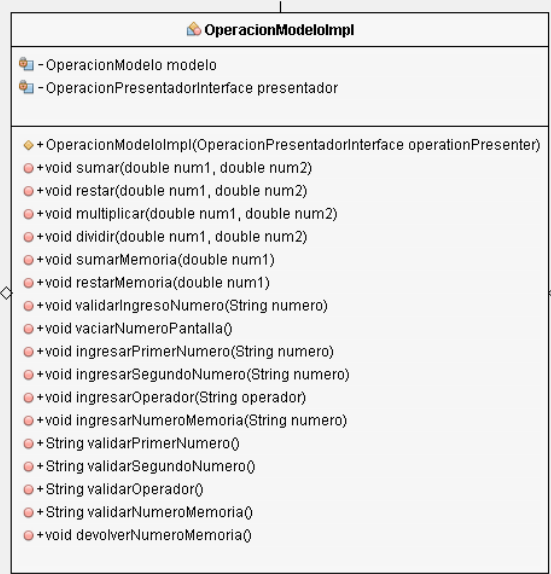 OperacionModeloImpl
- OperacionModelo modelo
- OperacionPresentadorInterface presentador
+ OperacionModeloImpl(OperacionPresentadorInterface operationPresenter)
+void sumar(double num1, double num2)
+void restar(double num1, double num2)
+void multiplicar(double num1, double num2)
+void dividir(double num1, double num2)
+void sumarMemoria(double num1)
+void restarMemoria(double num1)
+void validarIngresoNumero(String numero)
+void vaciarNumeroPantalla()
+void ingresarPrimerNumero(String numero)
+void ingresarSegundoNumero(String numero)
+void ingresarOperador(String operador)
+void ingresarNumeroMemoria(String numero)
+String validarPrimerNumero()
+String validarSegundoNumero()
+String validarOperador()
+String validarNumeroMemoria()
+void devolverNumeroMemoria()